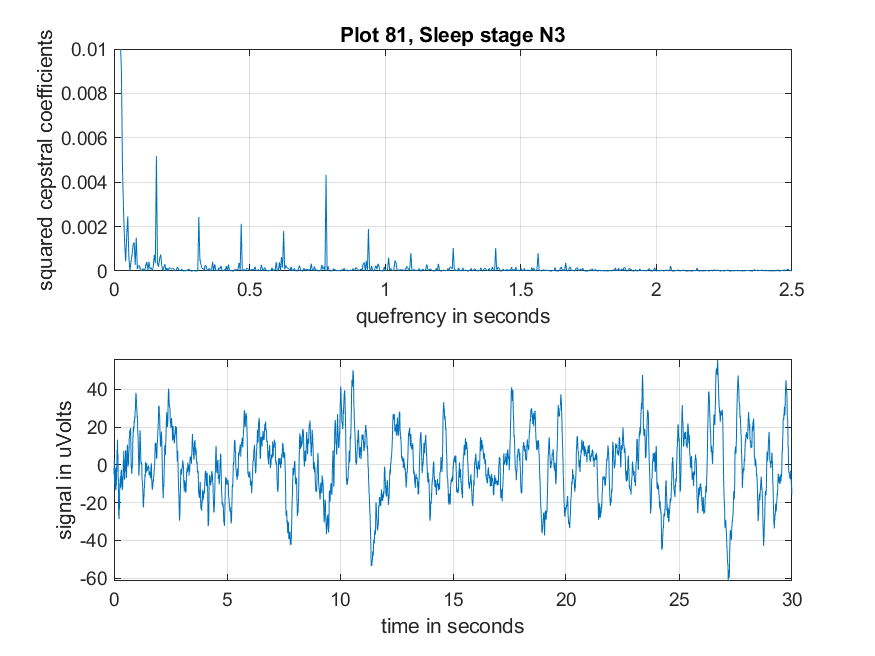 Plot 81, Sleep stage N3
squared cepstral coefficients
0.01
0.008
0.006
0.004
0.002
0
0 0.5 1 1.5 2 2.5
quefrency in seconds
signal in uVolts
40
20
0
-20
-40
-60
0 5 10 15 20 25 30
time in seconds